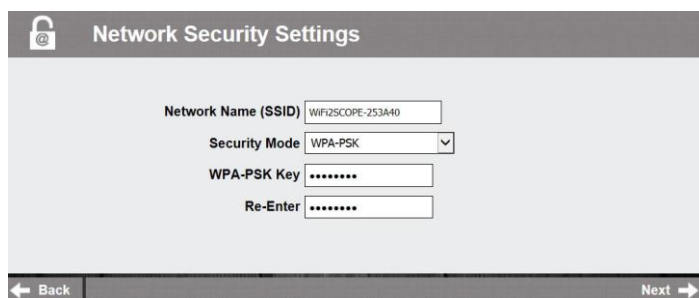 @
Network Security Settings
Network Name (SSID) WiFi2SCOPE-253A40
Security Mode WPA-PSK
WPA-PSK Key ••••••••
Re-Enter ••••••••
Back Next